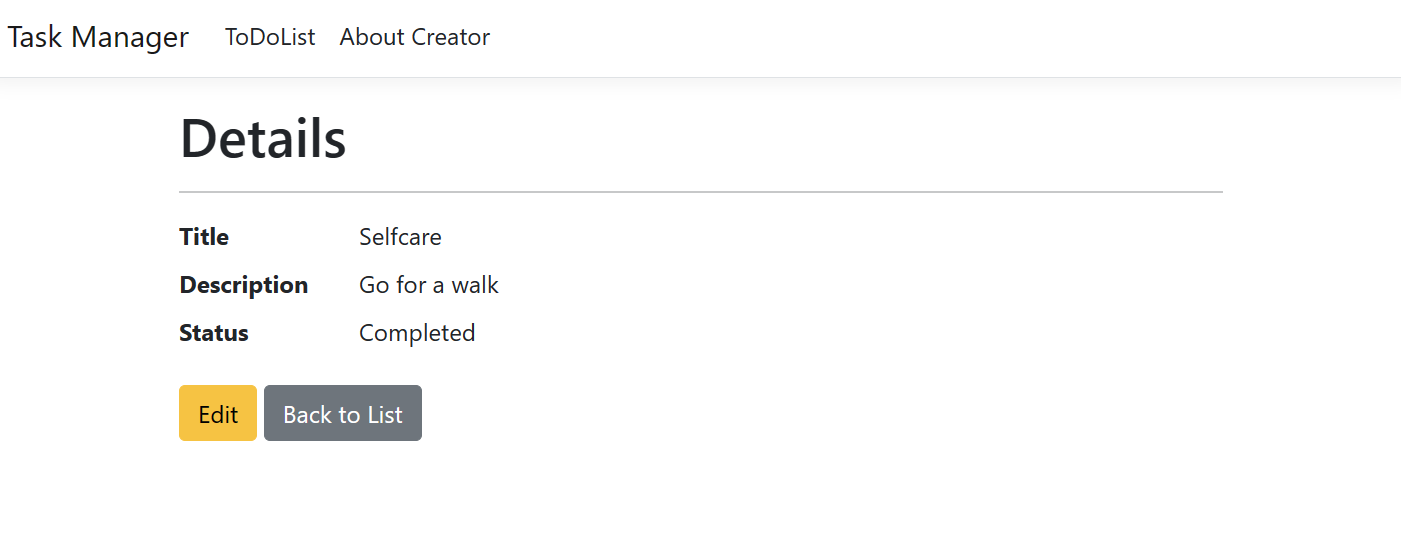 Task Manager ToDoList About Creator
Details
Title Selfcare
Description Go for a walk
Status Completed
Edit Back to List